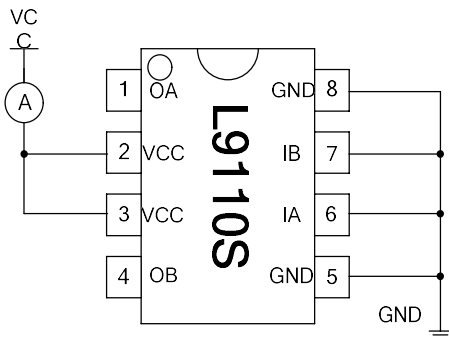 VC
C
A
1 OA GND 8
2 VCC IB 7
3 VCC IA 6
4 OB GND 5
L9110S
GND